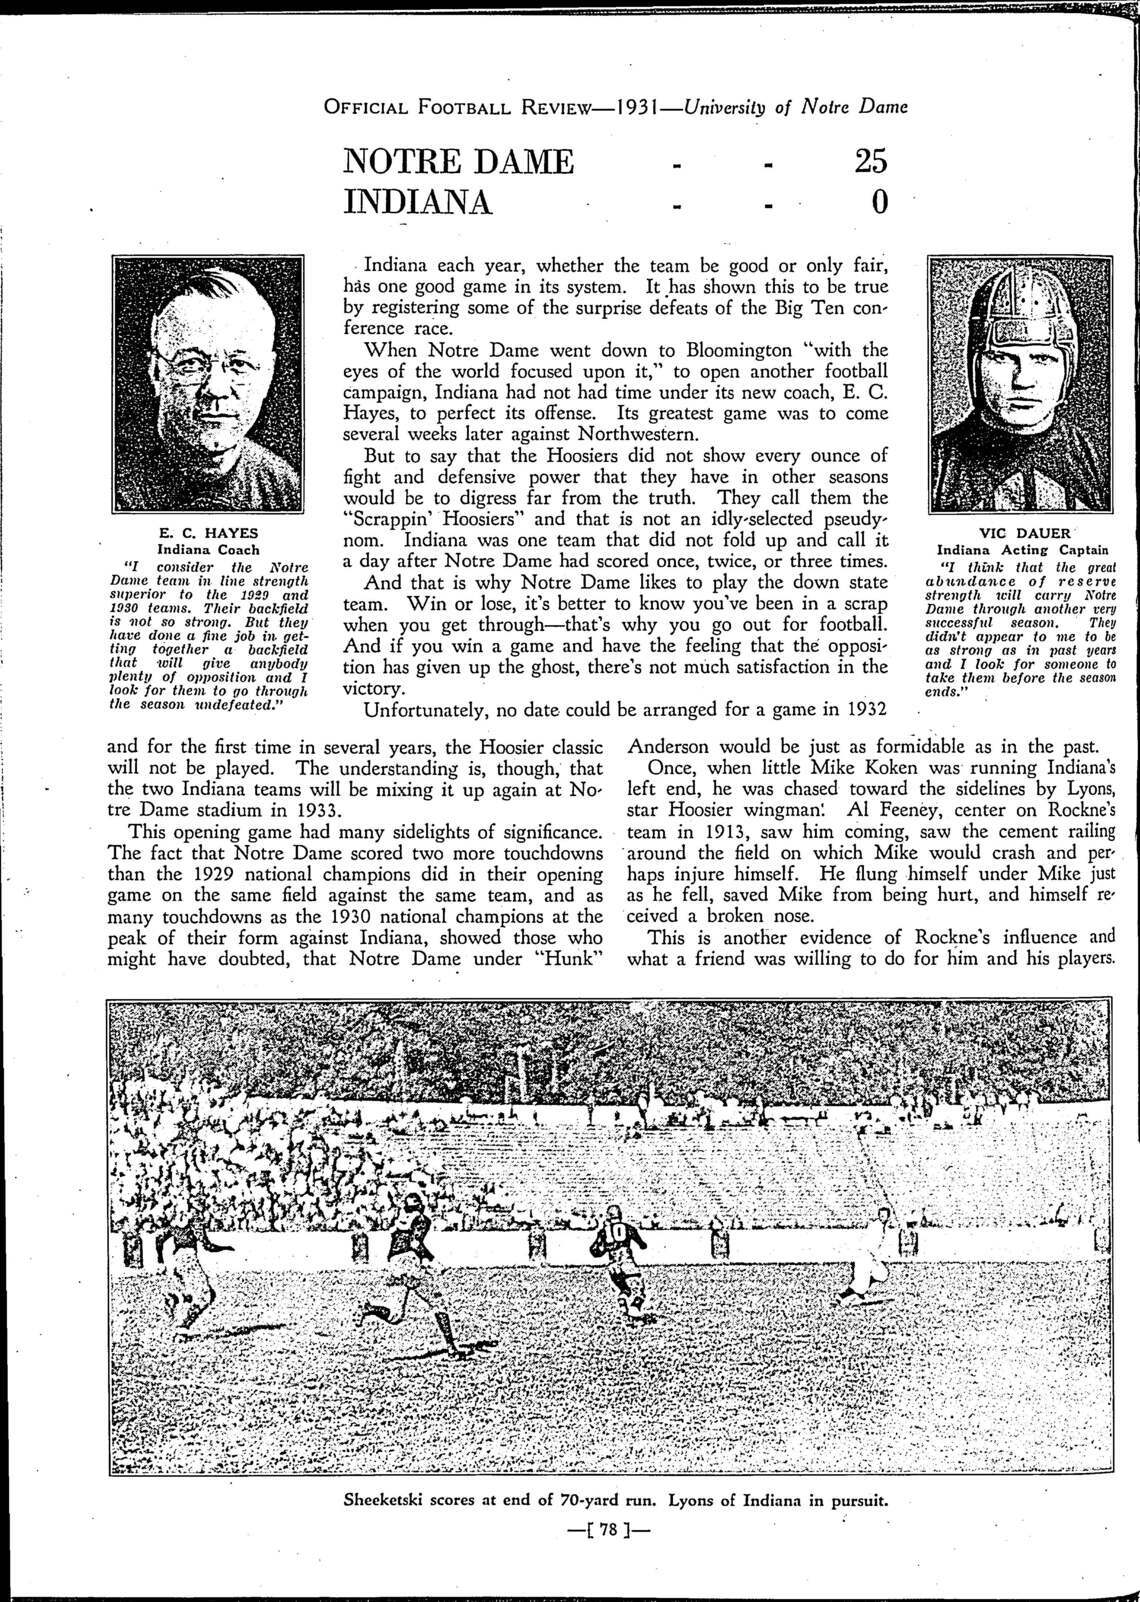 OFFICIAL FOOTBALL REVIEW—1931—University of Notre Dame
NOTRE DAME - - 25
INDIANA - - 0
E. C. HAYES
Indiana Coach
"I consider the Notre
Dame team in line strength
superior to the 1929 and
1930 teams. Their backfield
is not so strong. But they
have done a fine job in get-
ting together a backfield
that will give anybody
plenty of opposition and I
look for them to go through
the season undefeated."
Indiana each year, whether the team be good or only fair,
has one good game in its system. It has shown this to be true
by registering some of the surprise defeats of the Big Ten con-
ference race.
When Notre Dame went down to Bloomington "with the
eyes of the world focused upon it," to open another football
campaign, Indiana had not had time under its new coach, E. C.
Hayes, to perfect its offense. Its greatest game was to come
several weeks later against Northwestern.
But to say that the Hoosiers did not show every ounce of
fight and defensive power that they have in other seasons
would be to digress far from the truth. They call them the
"Scrappin' Hoosiers" and that is not an idly-selected pseudy-
nom. Indiana was one team that did not fold up and call it
a day after Notre Dame had scored once, twice, or three times.
And that is why Notre Dame likes to play the down state
team. Win or lose, it's better to know you've been in a scrap
when you get through—that's why you go out for football.
And if you win a game and have the feeling that the opposi-
tion has given up the ghost, there's not much satisfaction in the
victory.
Unfortunately, no date could be arranged for a game in 1932
VIC DAUER
Indiana Acting Captain
"I think that the great
abundance of reserve
strength will carry Notre
Dame through another very
successful season. They
didn't appear to me to be
as strong as in past years
and I look for someone to
take them before the season
ends."
and for the first time in several years, the Hoosier classic
will not be played. The understanding is, though, that
the two Indiana teams will be mixing it up again at No-
tre Dame stadium in 1933.
This opening game had many sidelights of significance.
The fact that Notre Dame scored two more touchdowns
than the 1929 national champions did in their opening
game on the same field against the same team, and as
many touchdowns as the 1930 national champions at the
peak of their form against Indiana, showed those who
might have doubted, that Notre Dame under "Hunk"
Anderson would be just as formidable as in the past.
Once, when little Mike Koken was running Indiana's
left end, he was chased toward the sidelines by Lyons,
star Hoosier wingman. Al Feeney, center on Rockne's
team in 1913, saw him coming, saw the cement railing
around the field on which Mike would crash and per-
haps injure himself. He flung himself under Mike just
as he fell, saved Mike from being hurt, and himself re-
ceived a broken nose.
This is another evidence of Rockne's influence and
what a friend was willing to do for him and his players.
10
Sheeketski scores at end of 70-yard run. Lyons of Indiana in pursuit.
—[ 78 ]—